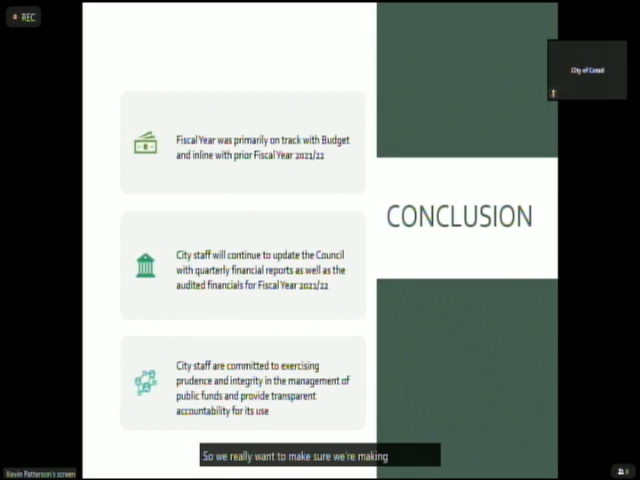 REC
City of Cotati
Fiscal Year was primarily on track with Budget
and inline with prior Fiscal Year 2021/22
CONCLUSION
City staff will continue to update the Council
with quarterly financial reports as well as the
audited financials for Fiscal Year 2021/22
City staff are committed to exercising
prudence and integrity in the management of
public funds and provide transparent
accountability for its use
So we really want to make sure we're making
Kevin Patterson's screen